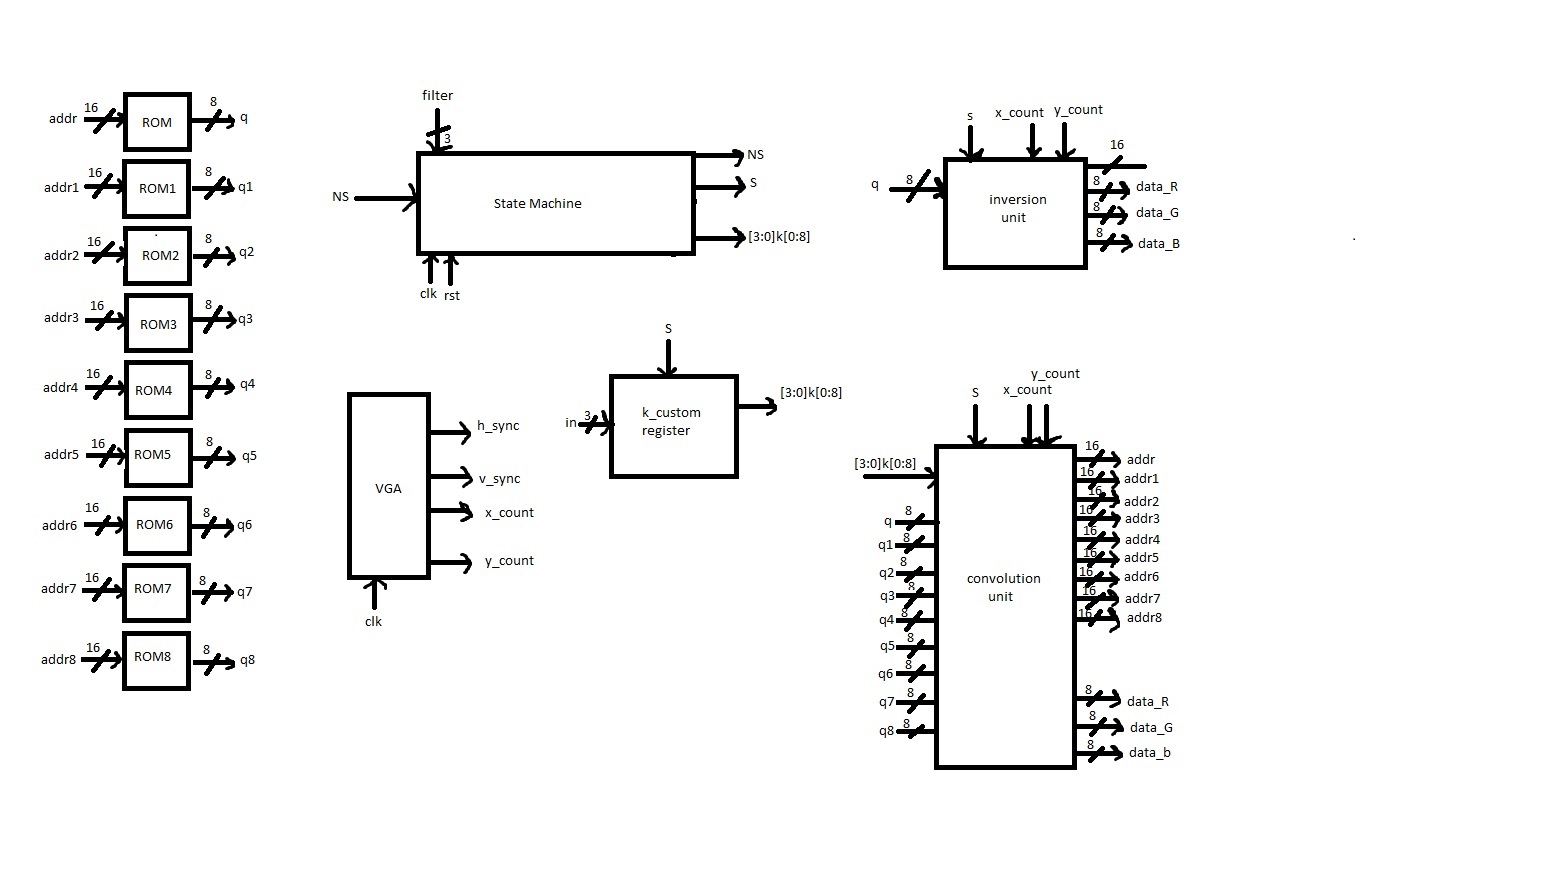 addr 16 ROM 8 q
addr1 16 ROM1 8 q1
addr2 16 ROM2 8 q2
addr3 16 ROM3 8 q3
addr4 16 ROM4 8 q4
addr5 16 ROM5 8 q5
addr6 16 ROM6 8 q6
addr7 16 ROM7 8 q7
addr8 16 ROM8 8 q8
filter
3
NS
State Machine
NS
S
[3:0]k[0:8]
clk rst
VGA
h_sync
v_sync
x_count
y_count
clk
S
in 3
k_custom
register
[3:0]k[0:8]
s x_count y_count
q 8
inversion
unit
16
8 data_R
8 data_G
8 data_B
S x_count y_count
[3:0]k[0:8]
q 8
q1 8
q2 8
q3 8
q4 8
q5 8
q6 8
q7 8
q8 8
convolution
unit
16 addr
16 addr1
16 addr2
16 addr3
16 addr4
16 addr5
16 addr6
16 addr7
16 addr8
8 data_R
8 data_G
8 data_b